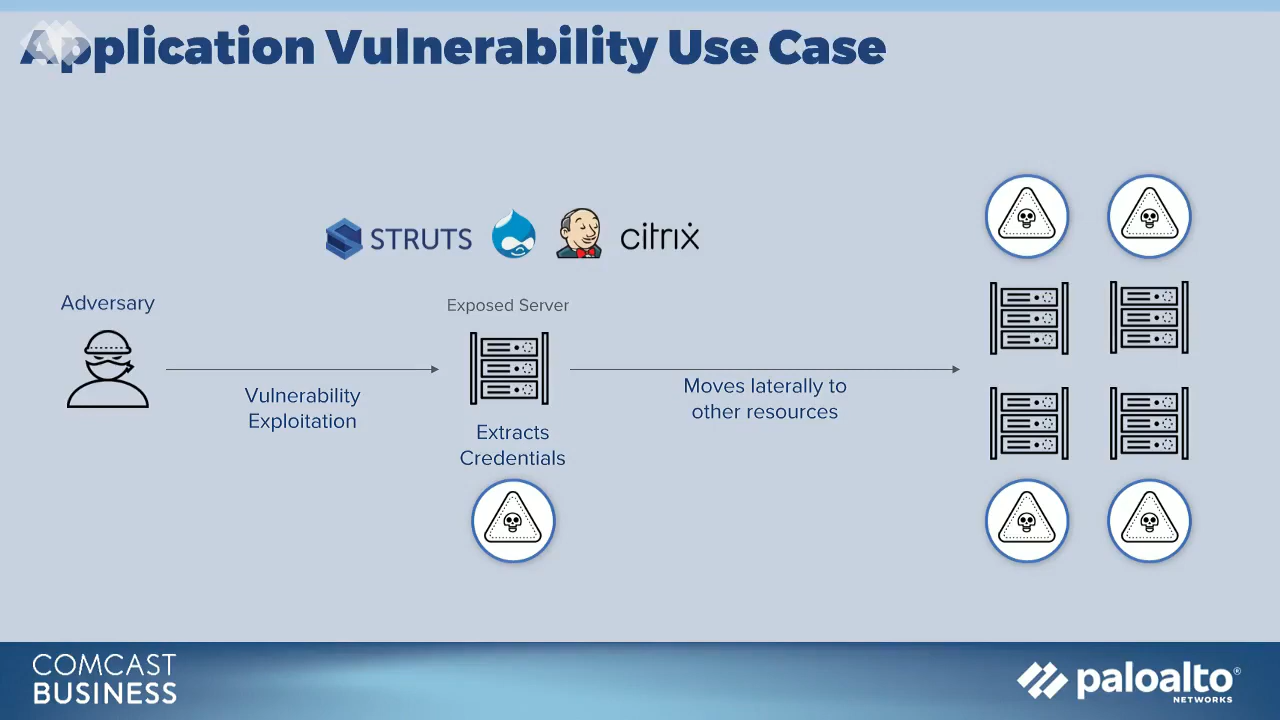 Application Vulnerability Use Case
STRUTS
citrix
Adversary
Exposed Server
Vulnerability
Exploitation
Moves laterally to
other resources
Extracts
Credentials
COMCAST
BUSINESS
paloalto®
NETWORKS